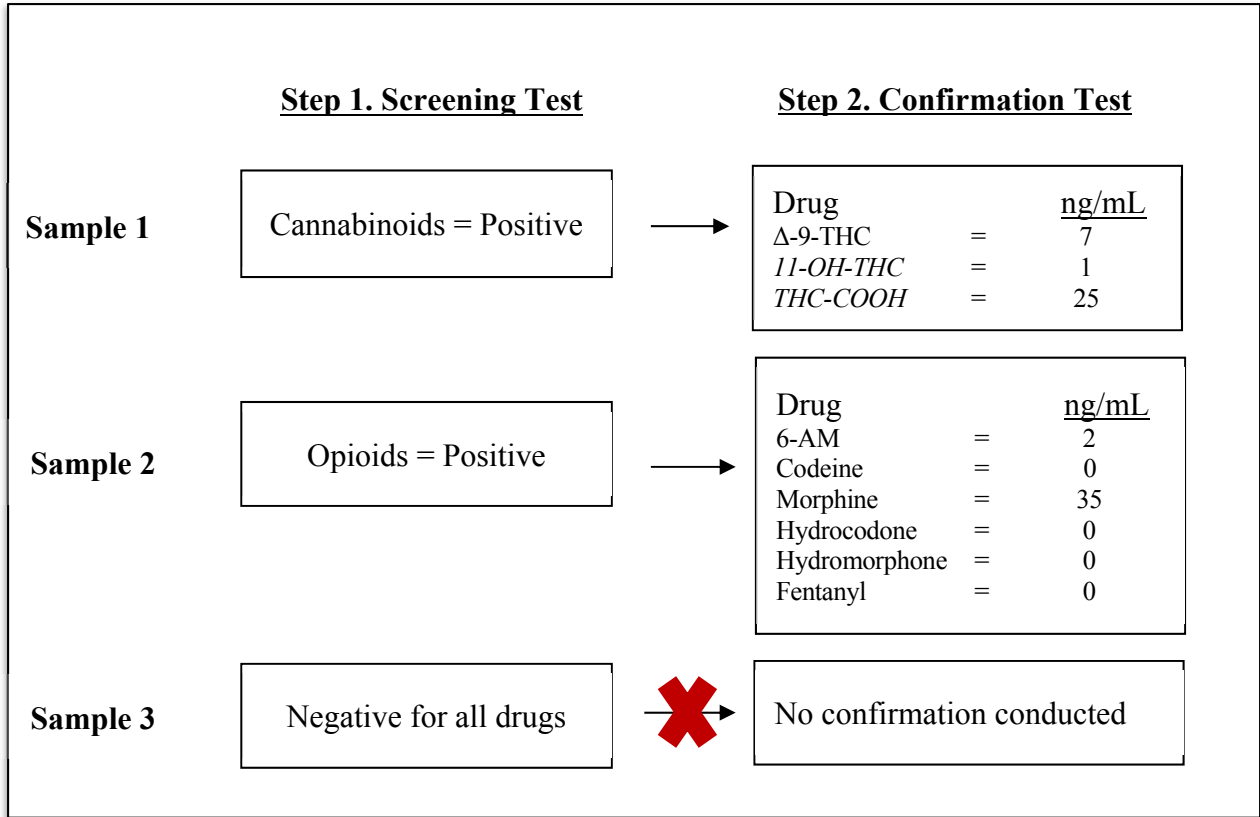 Step 1. Screening Test
Step 2. Confirmation Test
Sample 1
Cannabinoids = Positive
Drug ng/mL
Δ-9-THC = 7
11-OH-THC = 1
THC-COOH = 25
Sample 2
Opioids = Positive
Drug ng/mL
6-AM = 2
Codeine = 0
Morphine = 35
Hydrocodone = 0
Hydromorphone = 0
Fentanyl = 0
Sample 3
Negative for all drugs
No confirmation conducted